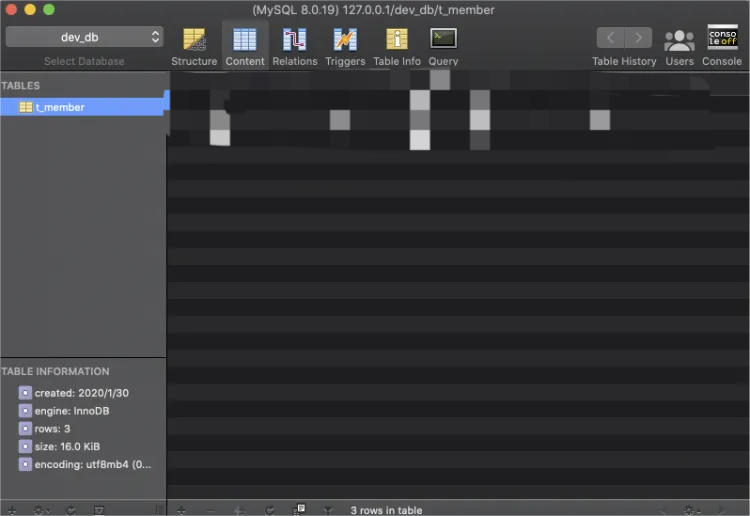 (MySQL 8.0.19) 127.0.0.1/dev_db/t_member
dev_db
Select Database
Structure
Content
Relations
Triggers
Table Info
Query
Table History
Users
Console
conso
le off
TABLES
t_member
TABLE INFORMATION
created: 2020/1/30
engine: InnoDB
rows: 3
size: 16.0 KiB
encoding: utf8mb4 (0...
3 rows in table